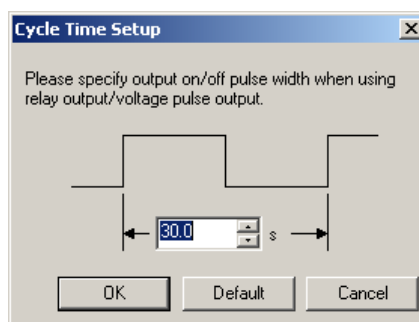 Cycle Time Setup
Please specify output on/off pulse width when using
relay output/voltage pulse output.
30.0 s
OK Default Cancel